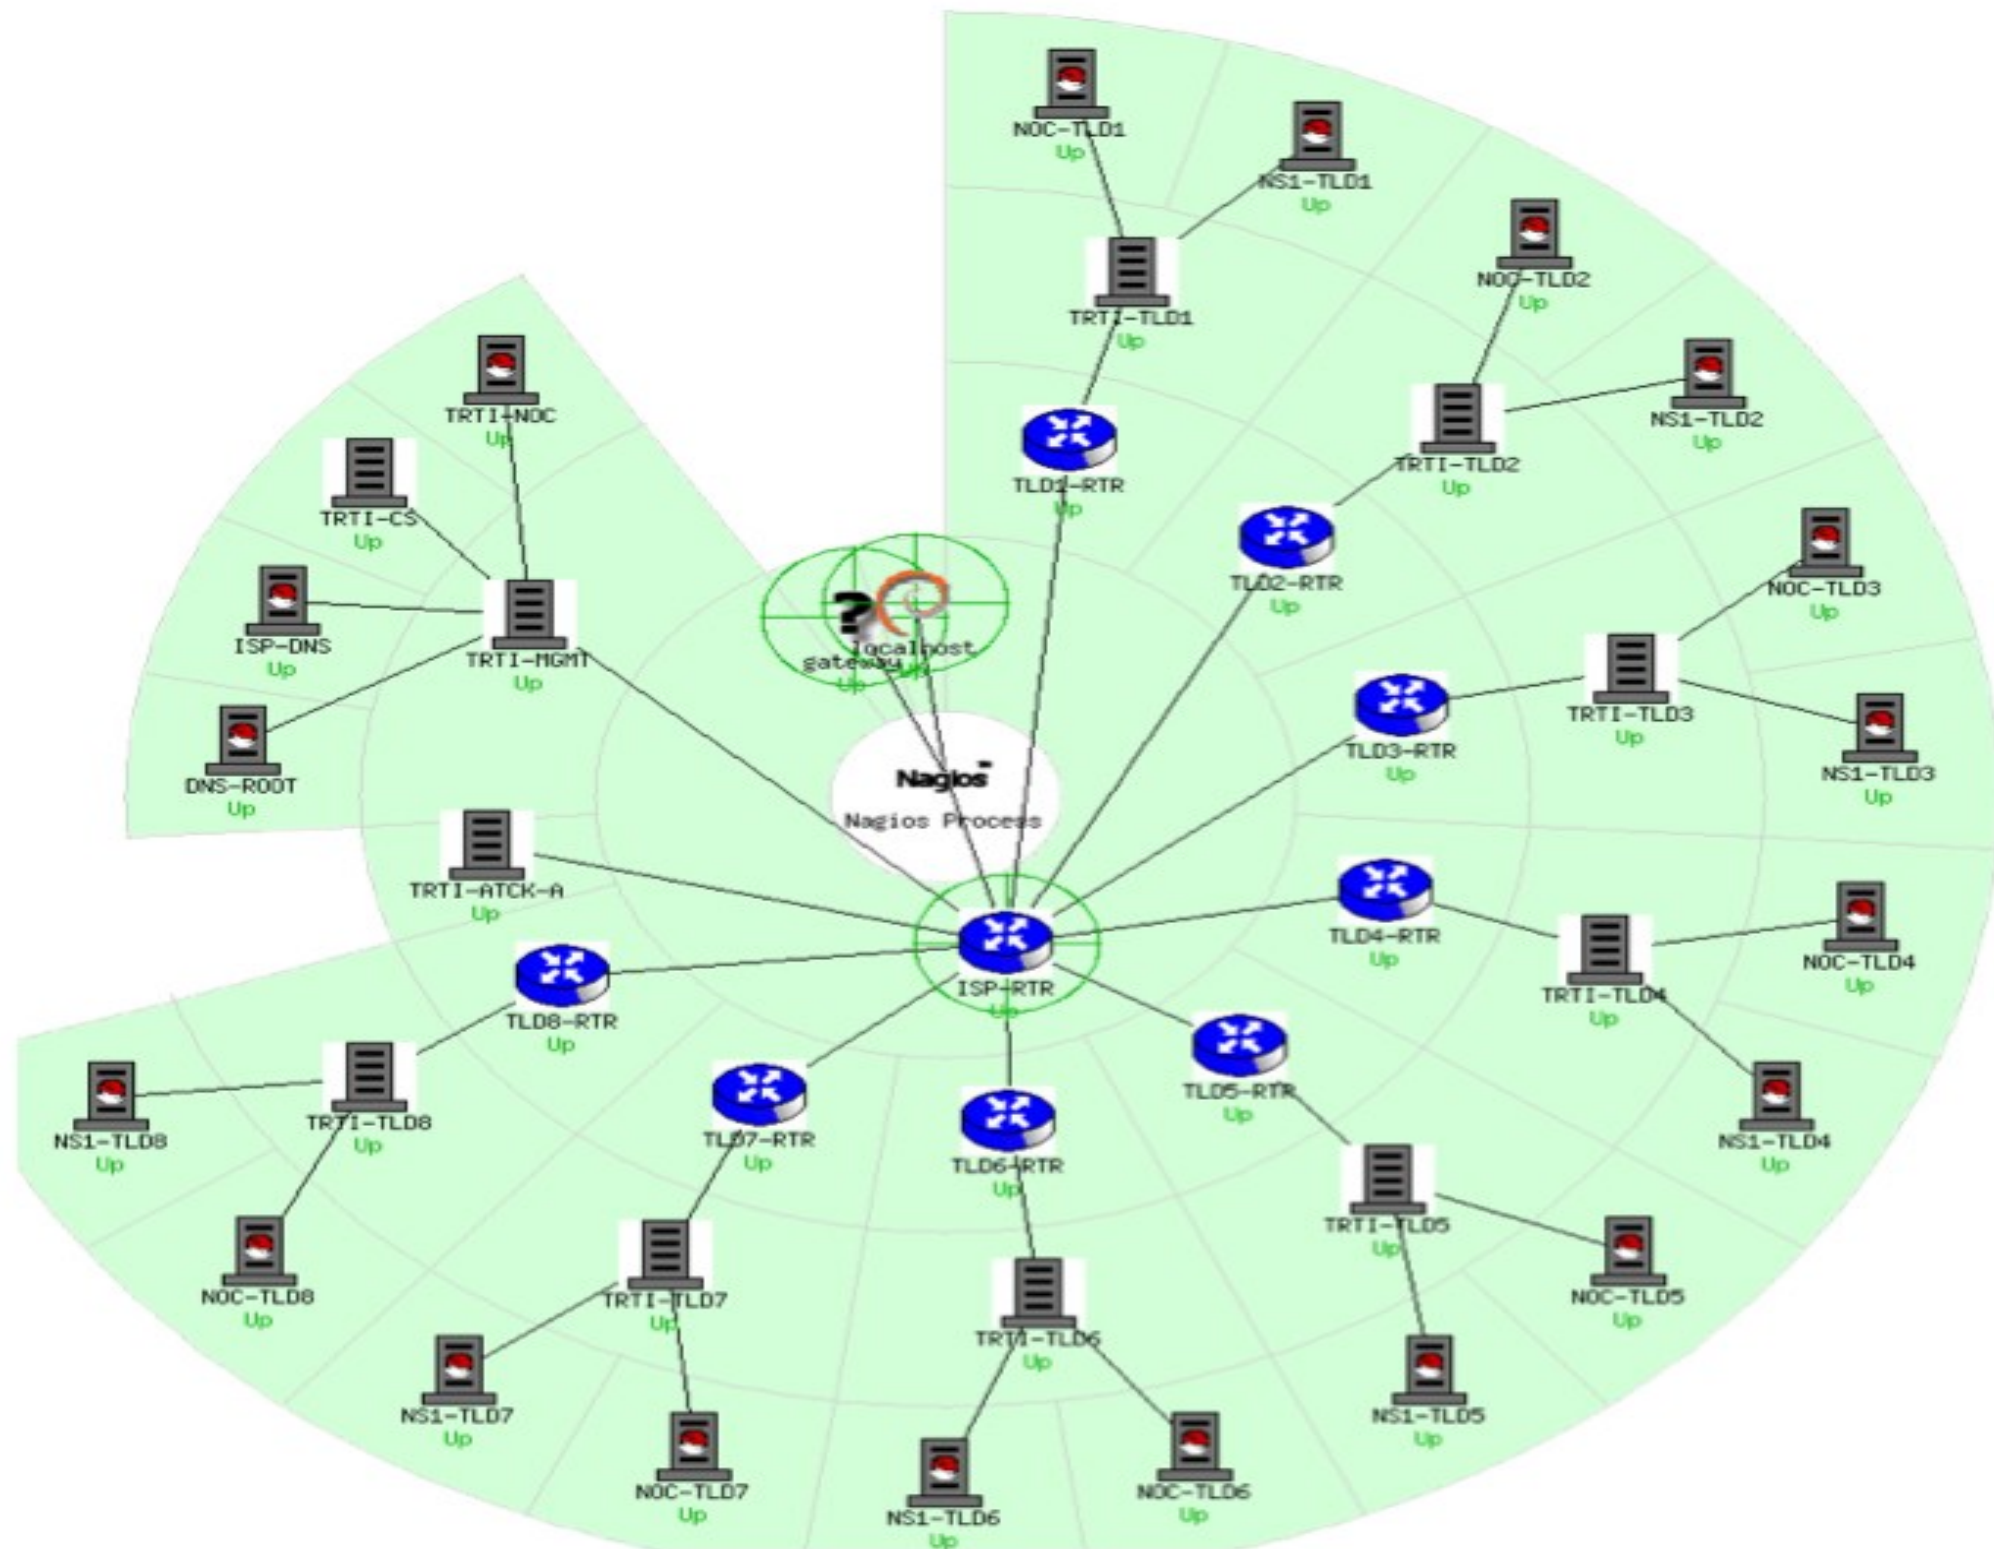 NOC-TLD1
Up
NS1-TLD1
Up
NOC-TLD2
Up
TRTI-TLD1
Up
NS1-TLD2
Up
TRTI-NOC
Up
TRTI-TLD2
Up
TLD1-RTR
Up
TRTI-CS
Up
TLD2-RTR
Up
NOC-TLD3
Up
ISP-DNS
Up
TRTI-MGMT
Up
localhost
Up
gateway
Up
TRTI-TLD3
Up
TLD3-RTR
Up
NS1-TLD3
Up
DNS-ROOT
Up
Nagios™
Nagios Process
TRTI-ATCK-A
Up
TLD4-RTR
Up
NOC-TLD4
Up
ISP-RTR
Up
TRTI-TLD4
Up
TLD8-RTR
Up
TLD5-RTR
Up
TRTI-TLD8
Up
NS1-TLD8
Up
TLD7-RTR
Up
NS1-TLD4
Up
TLD6-RTR
Up
TRTI-TLD5
Up
NOC-TLD8
Up
TRTI-TLD7
Up
NOC-TLD5
Up
TRTI-TLD6
Up
NS1-TLD7
Up
NS1-TLD5
Up
NOC-TLD7
Up
NOC-TLD6
Up
NS1-TLD6
Up